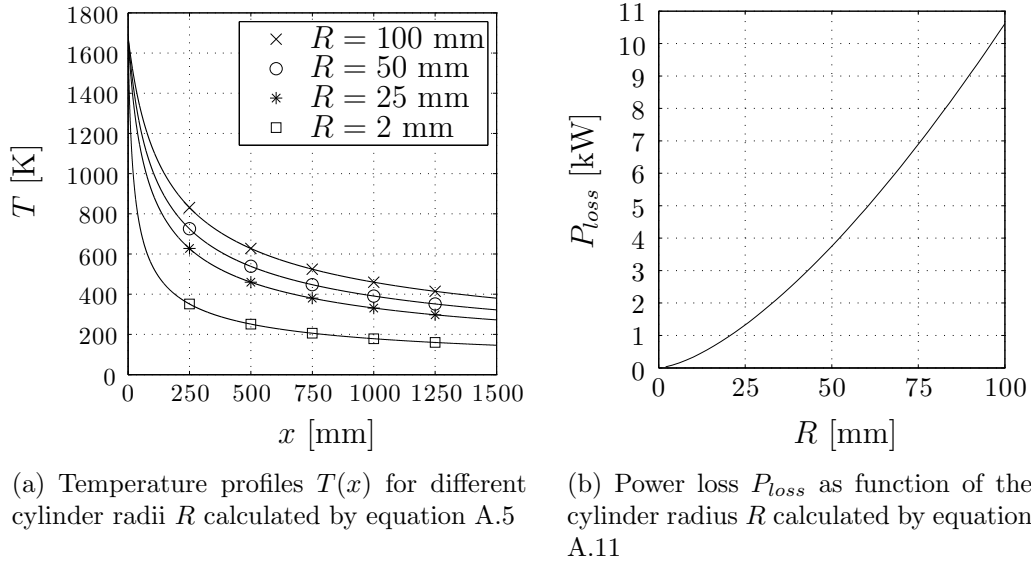 1800
1600
1400
1200
1000
800
600
400
200
0
T [K]
R = 100 mm
R = 50 mm
R = 25 mm
R = 2 mm
0 250 500 750 1000 1250 1500
x [mm]
(a) Temperature profiles T(x) for different
cylinder radii R calculated by equation A.5
11
10
9
8
7
6
5
4
3
2
1
0
P_loss [kW]
0 25 50 75 100
R [mm]
(b) Power loss P_loss as function of the
cylinder radius R calculated by equation
A.11